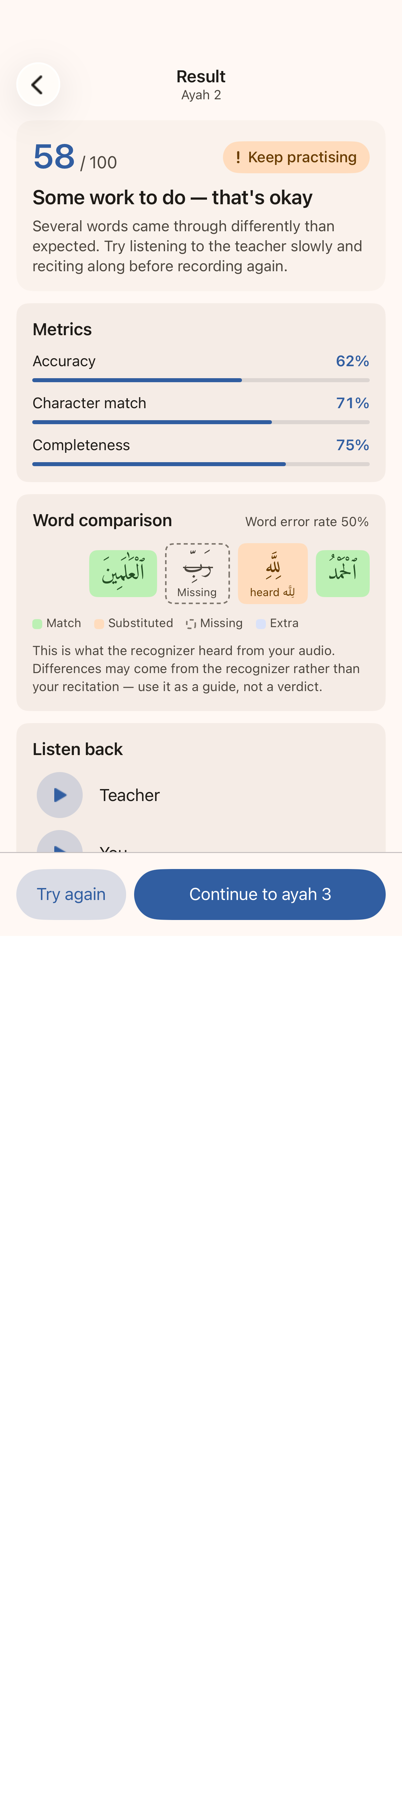 Result
Ayah 2
58 / 100
! Keep practising
Some work to do — that's okay
Several words came through differently than
expected. Try listening to the teacher slowly and
reciting along before recording again.
Metrics
Accuracy 62%
Character match 71%
Completeness 75%
Word comparison Word error rate 50%
ٱلْحَمْدُ لِلَّهِ رَبِّ ٱلْعَٰلَمِينَ
heard لله Missing
Match Substituted Missing Extra
This is what the recognizer heard from your audio.
Differences may come from the recognizer rather than
your recitation — use it as a guide, not a verdict.
Listen back
Teacher
You
Try again Continue to ayah 3